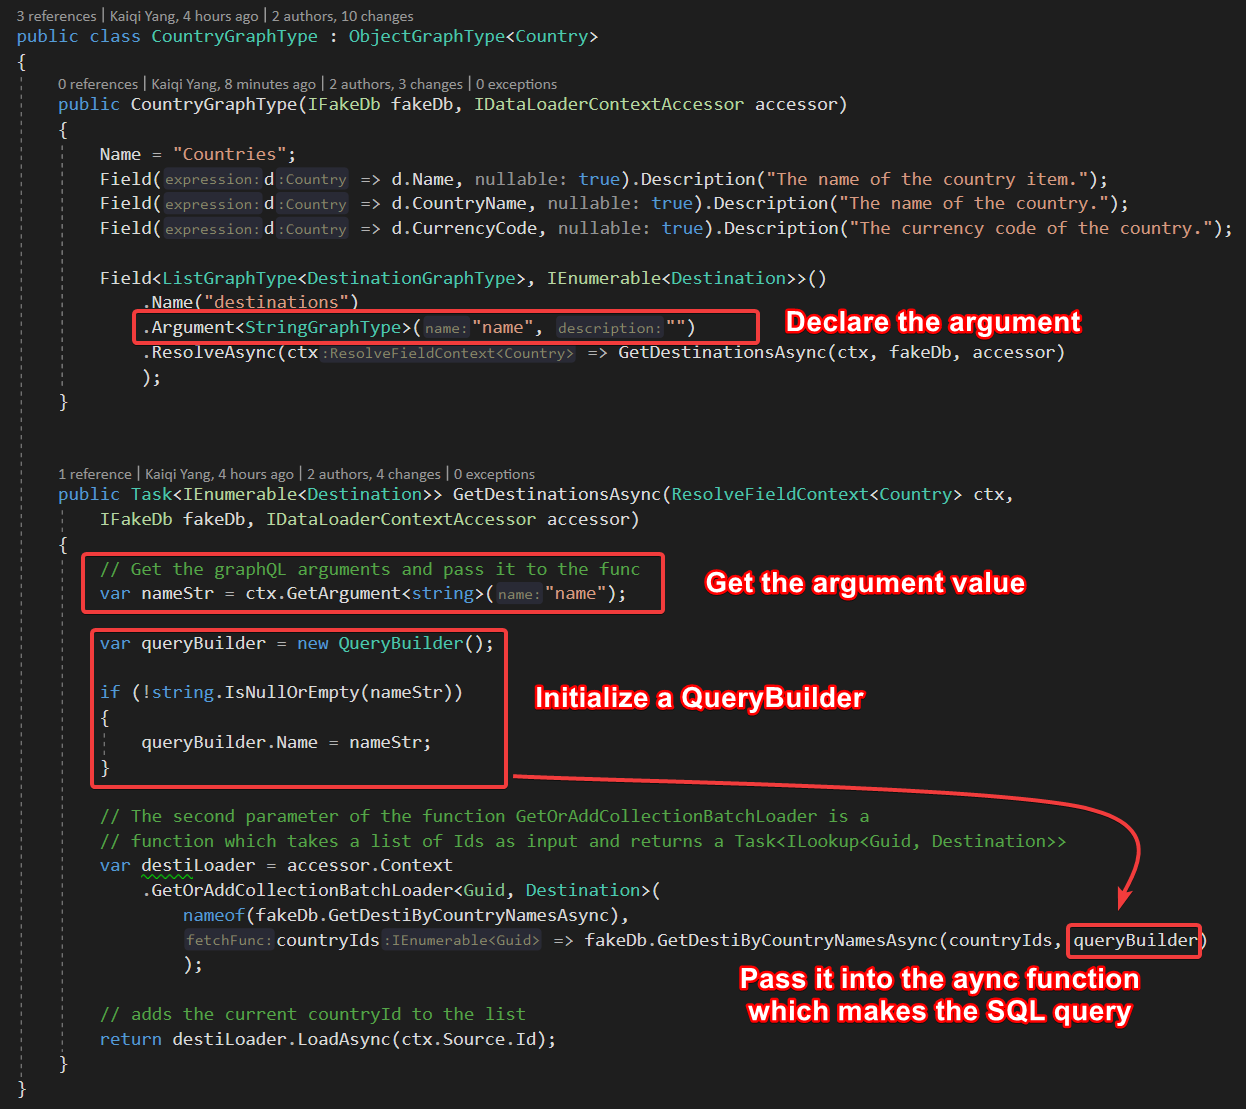 3 references | Kaiqi Yang, 4 hours ago | 2 authors, 10 changes
public class CountryGraphType : ObjectGraphType<Country>
{
0 references | Kaiqi Yang, 8 minutes ago | 2 authors, 3 changes | 0 exceptions
public CountryGraphType(IFakeDb fakeDb, IDataLoaderContextAccessor accessor)
{
Name = "Countries";
Field(expression: d :Country => d.Name, nullable: true).Description("The name of the country item.");
Field(expression: d :Country => d.CountryName, nullable: true).Description("The name of the country.");
Field(expression: d :Country => d.CurrencyCode, nullable: true).Description("The currency code of the country.");
Field<ListGraphType<DestinationGraphType>, IEnumerable<Destination>>()
.Name("destinations")
.Argument<StringGraphType>(name: "name", description: "")
Declare the argument
.ResolveAsync(ctx :ResolveFieldContext<Country> => GetDestinationsAsync(ctx, fakeDb, accessor)
);
}
1 reference | Kaiqi Yang, 4 hours ago | 2 authors, 4 changes | 0 exceptions
public Task<IEnumerable<Destination>> GetDestinationsAsync(ResolveFieldContext<Country> ctx,
IFakeDb fakeDb, IDataLoaderContextAccessor accessor)
{
// Get the graphQL arguments and pass it to the func
var nameStr = ctx.GetArgument<string>(name: "name");
Get the argument value
var queryBuilder = new QueryBuilder();
if (!string.IsNullOrEmpty(nameStr))
{
queryBuilder.Name = nameStr;
}
Initialize a QueryBuilder
// The second parameter of the function GetOrAddCollectionBatchLoader is a
// function which takes a list of Ids as input and returns a Task<ILookup<Guid, Destination>>
var destiLoader = accessor.Context
.GetOrAddCollectionBatchLoader<Guid, Destination>(
nameof(fakeDb.GetDestiByCountryNamesAsync),
fetchFunc: countryIds :IEnumerable<Guid> => fakeDb.GetDestiByCountryNamesAsync(countryIds, queryBuilder)
);
Pass it into the aync function
which makes the SQL query
// adds the current countryId to the list
return destiLoader.LoadAsync(ctx.Source.Id);
}
}